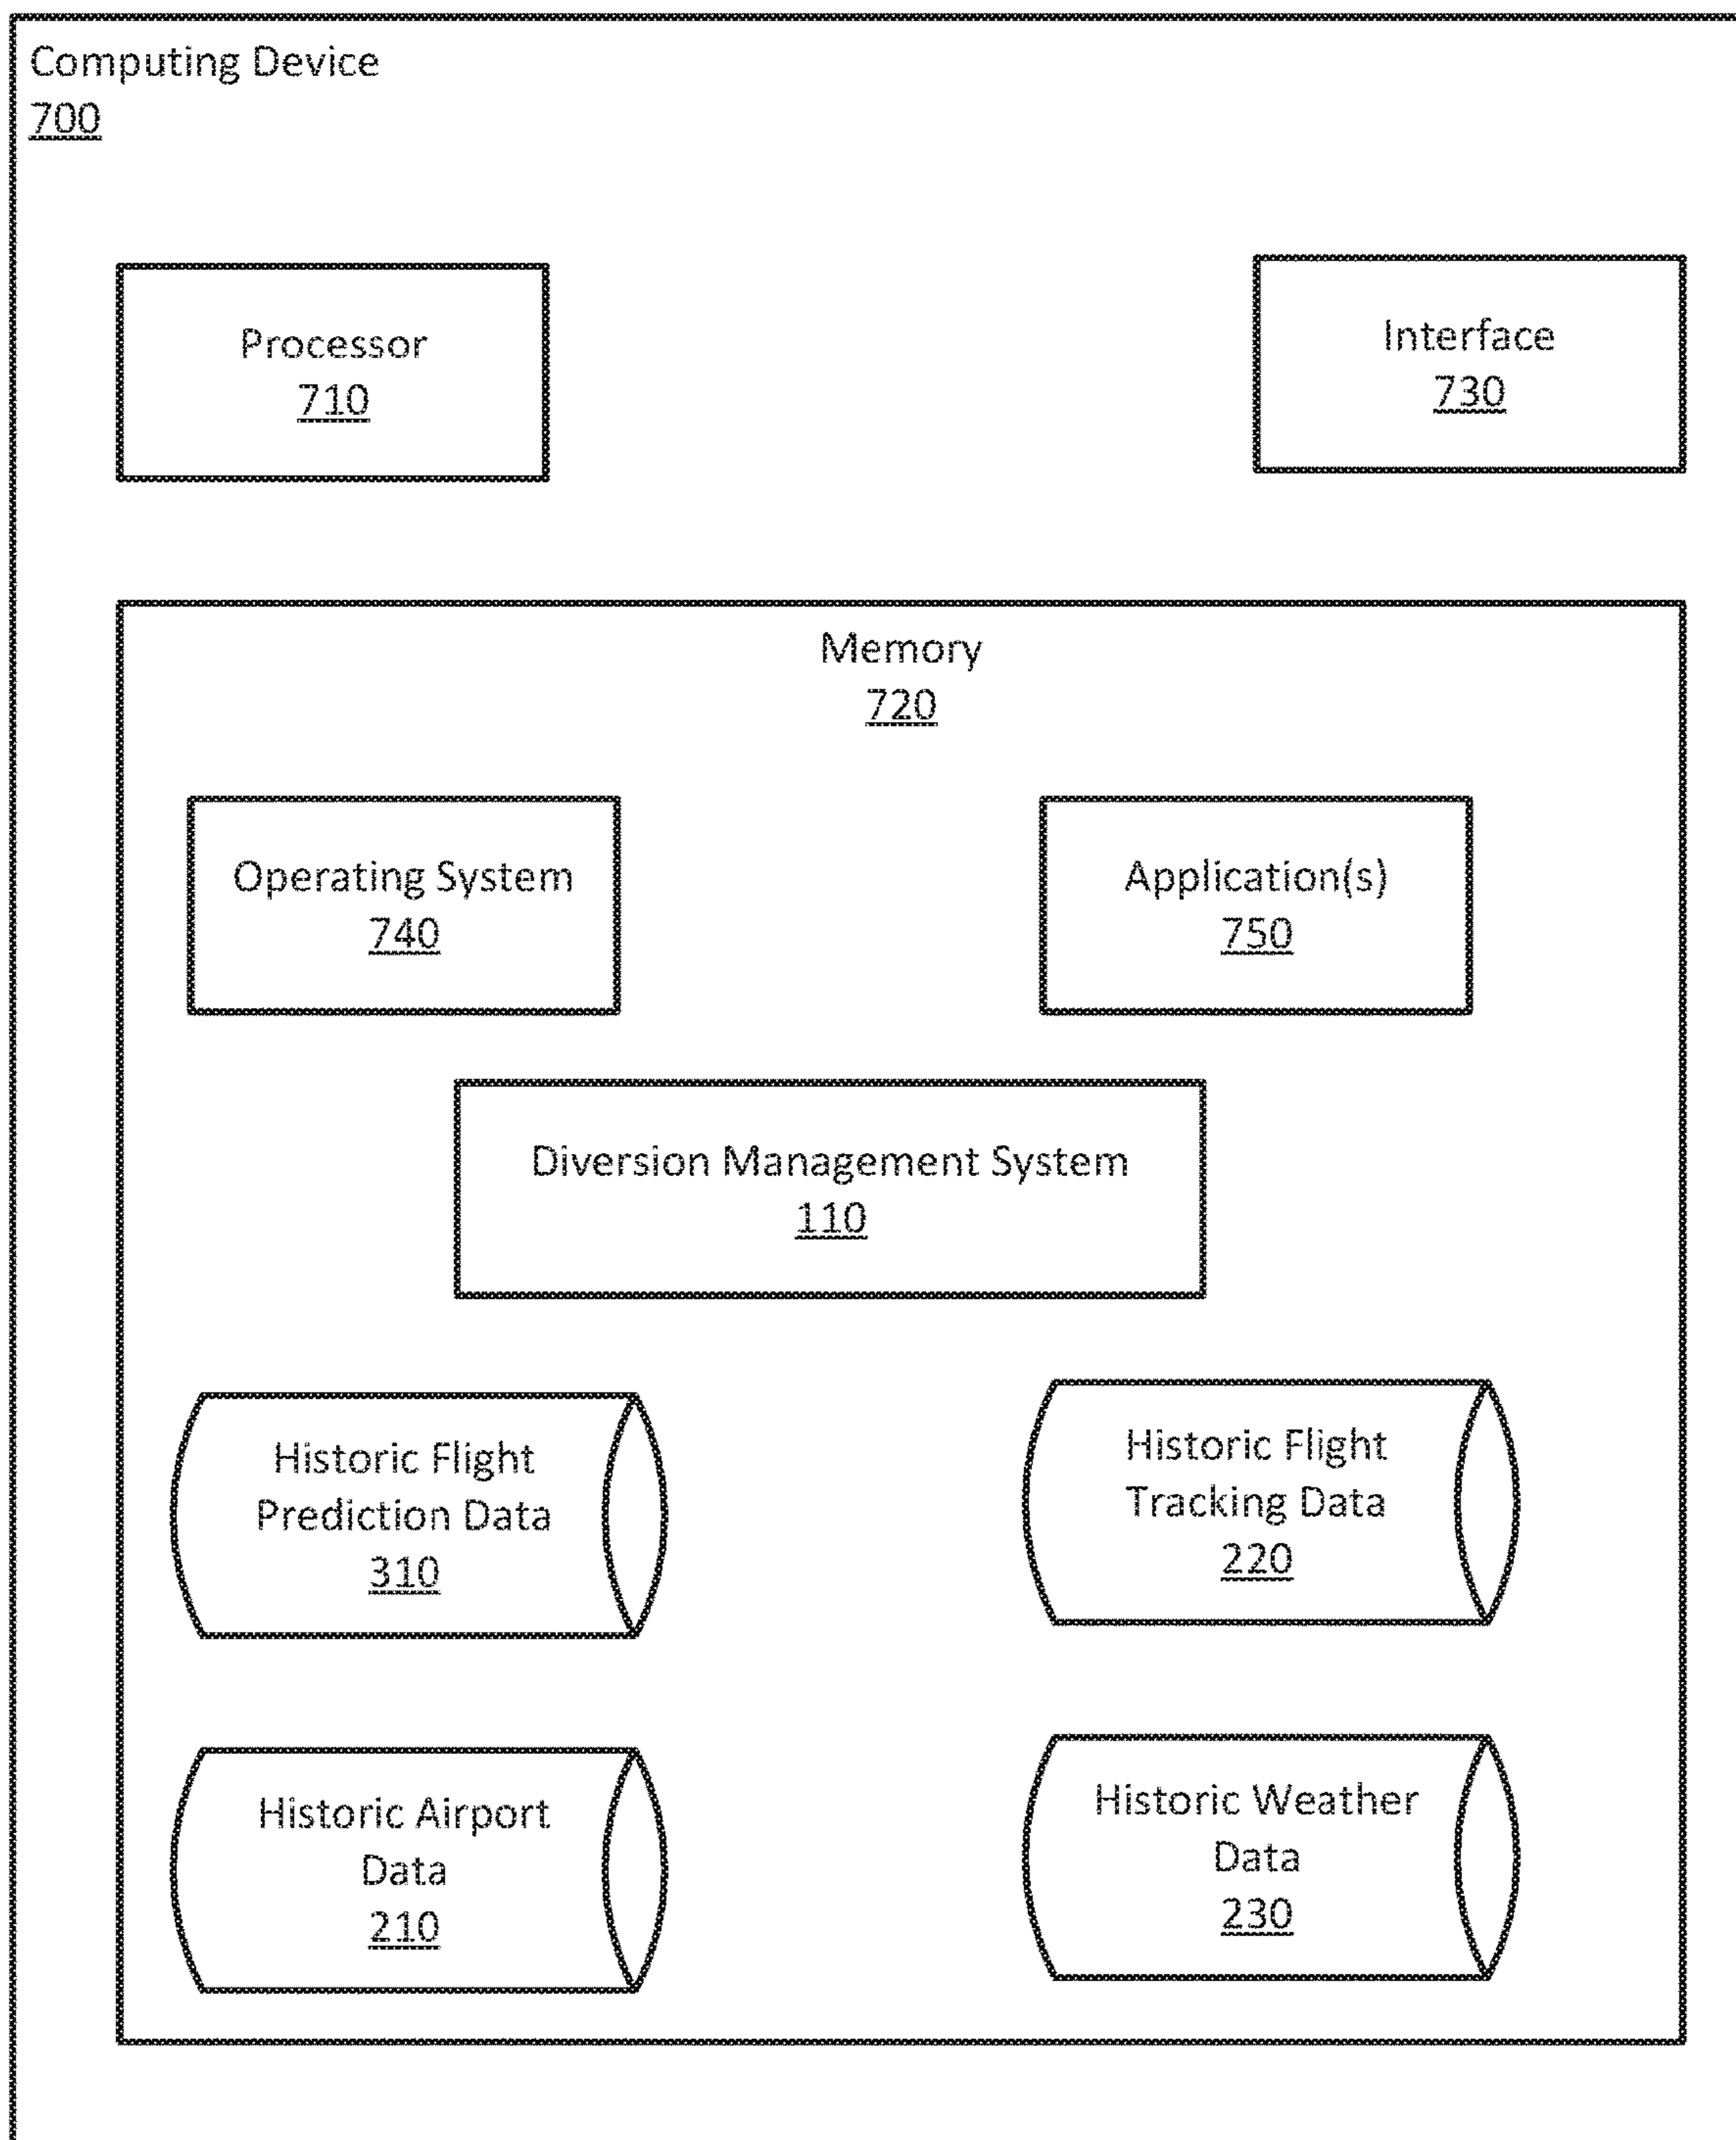 Computing Device
700
Processor
710
Interface
730
Memory
720
Operating System
740
Application(s)
750
Diversion Management System
110
Historic Flight
Prediction Data
310
Historic Flight
Tracking Data
220
Historic Airport
Data
210
Historic Weather
Data
230